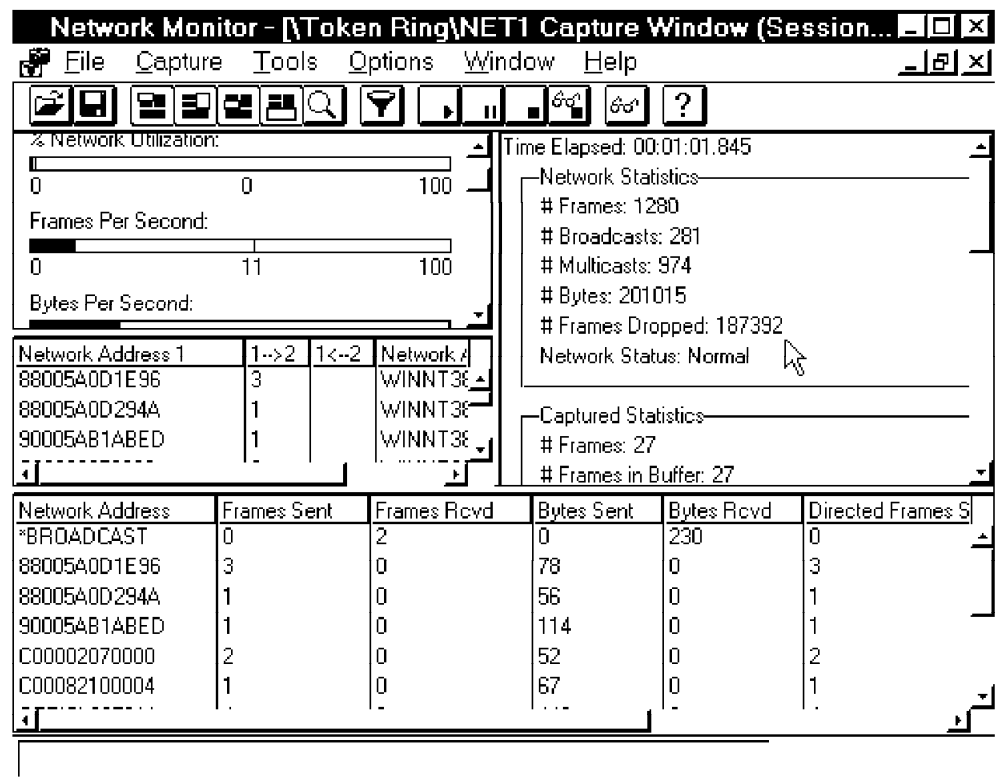 Network Monitor - [\Token Ring\NET1 Capture Window (Session...
File Capture Tools Options Window Help
% Network Utilization:
0 0 100
Frames Per Second:
0 11 100
Bytes Per Second:
Time Elapsed: 00:01:01.845
Network Statistics
# Frames: 1280
# Broadcasts: 281
# Multicasts: 974
# Bytes: 201015
# Frames Dropped: 187392
Network Status: Normal
Captured Statistics
# Frames: 27
# Frames in Buffer: 27
Network Address 1 1-->2 1<--2 Network A
88005A0D1E96 3 WINNT38
88005A0D294A 1 WINNT38
90005AB1ABED 1 WINNT38
Network Address Frames Sent Frames Rcvd Bytes Sent Bytes Rcvd Directed Frames S
*BROADCAST 0 2 0 230 0
88005A0D1E96 3 0 78 0 3
88005A0D294A 1 0 56 0 1
90005AB1ABED 1 0 114 0 1
C00002070000 2 0 52 0 2
C00082100004 1 0 67 0 1